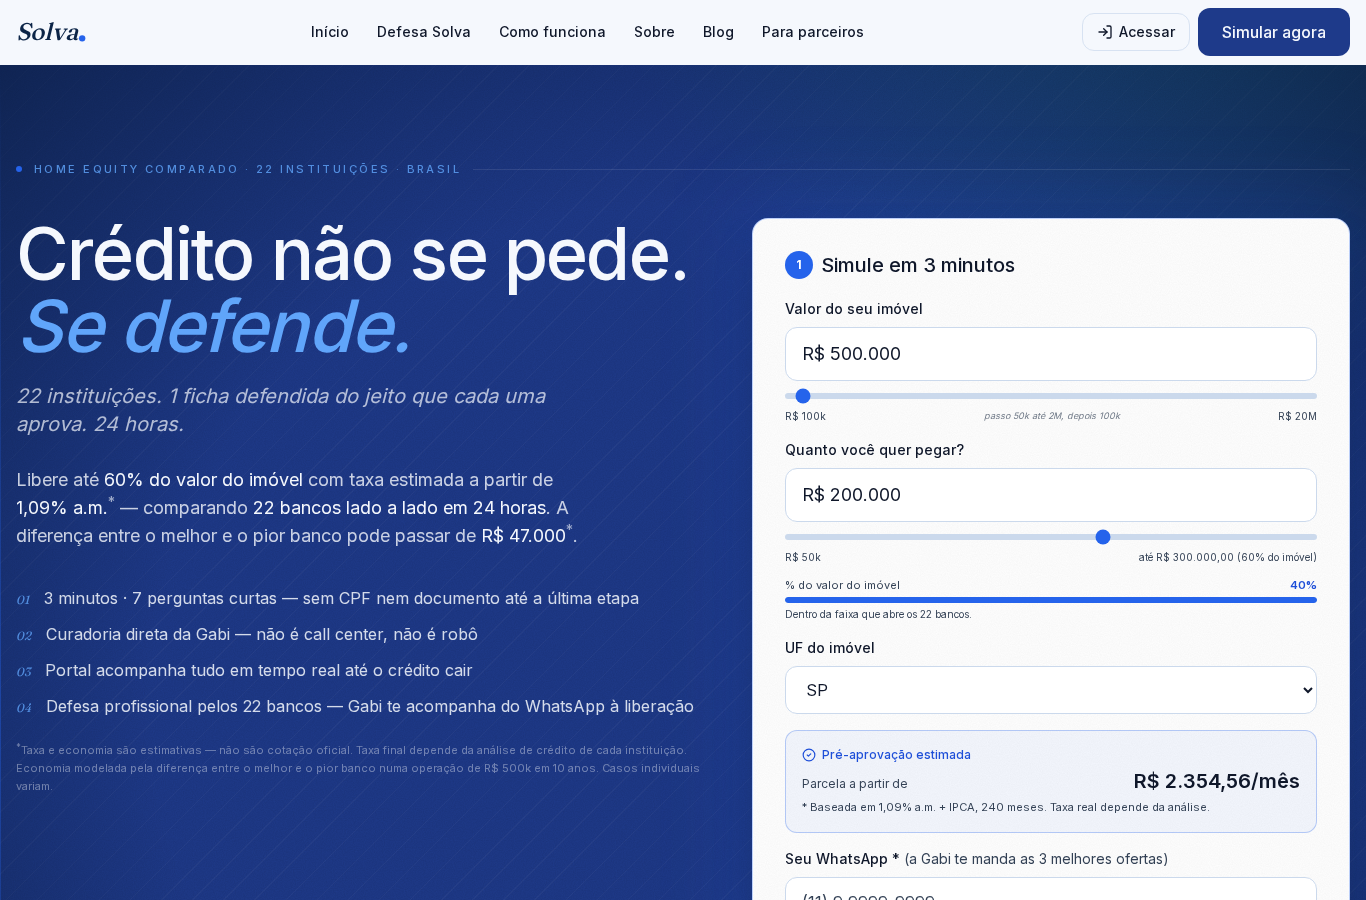 Solva.
Início
Defesa Solva
Como funciona
Sobre
Blog
Para parceiros
Acessar
Simular agora
HOME EQUITY COMPARADO · 22 INSTITUIÇÕES · BRASIL
Crédito não se pede.
Se defende.
22 instituições. 1 ficha defendida do jeito que cada uma
aprova. 24 horas.
Libere até 60% do valor do imóvel com taxa estimada a partir de
1,09% a.m.* — comparando 22 bancos lado a lado em 24 horas. A
diferença entre o melhor e o pior banco pode passar de R$ 47.000*.
01 3 minutos · 7 perguntas curtas — sem CPF nem documento até a última etapa
02 Curadoria direta da Gabi — não é call center, não é robô
03 Portal acompanha tudo em tempo real até o crédito cair
04 Defesa profissional pelos 22 bancos — Gabi te acompanha do WhatsApp à liberação
*Taxa e economia são estimativas — não são cotação oficial. Taxa final depende da análise de crédito de cada instituição.
Economia modelada pela diferença entre o melhor e o pior banco numa operação de R$ 500k em 10 anos. Casos individuais
variam.
1 Simule em 3 minutos
Valor do seu imóvel
R$ 500.000
R$ 100k passo 50k até 2M, depois 100k R$ 20M
Quanto você quer pegar?
R$ 200.000
R$ 50k até R$ 300.000,00 (60% do imóvel)
% do valor do imóvel 40%
Dentro da faixa que abre os 22 bancos.
UF do imóvel
SP
Pré-aprovação estimada
Parcela a partir de R$ 2.354,56/mês
* Baseada em 1,09% a.m. + IPCA, 240 meses. Taxa real depende da análise.
Seu WhatsApp * (a Gabi te manda as 3 melhores ofertas)
(11) 9 9999-9999